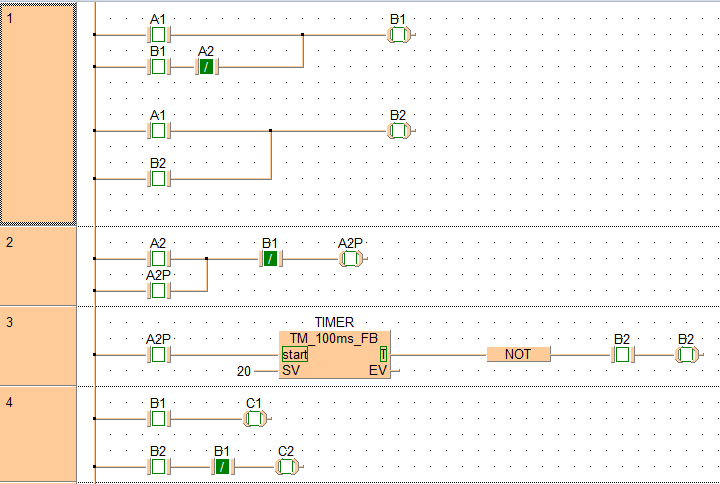 1
A1 B1
B1 A2
/
A1 B2
B2
2
A2 B1 A2P
/
A2P
3
TIMER
TM_100ms_FB
A2P start T NOT B2 B2
20 SV EV
4
B1 C1
B2 B1 C2
/